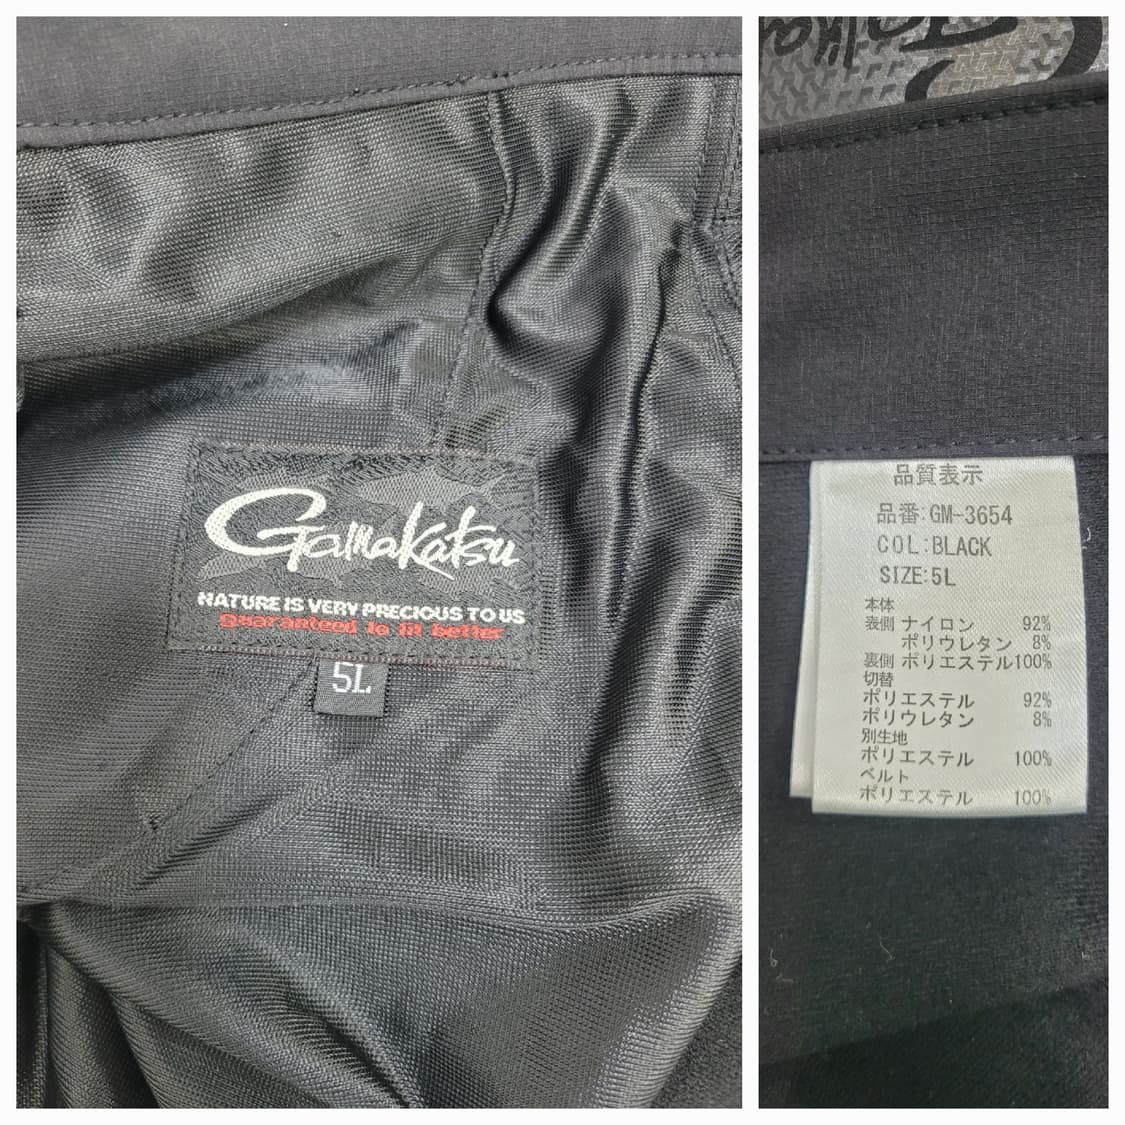 Gamakatsu
NATURE IS VERY PRECIOUS TO US
Guaranteed to fit better
5L
品質表示
品番:GM-3654
COL:BLACK
SIZE:5L
本体
表側 ナイロン 92%
ポリウレタン 8%
裏側 ポリエステル100%
切替
ポリエステル 92%
ポリウレタン 8%
別生地
ポリエステル 100%
ベルト
ポリエステル 100%